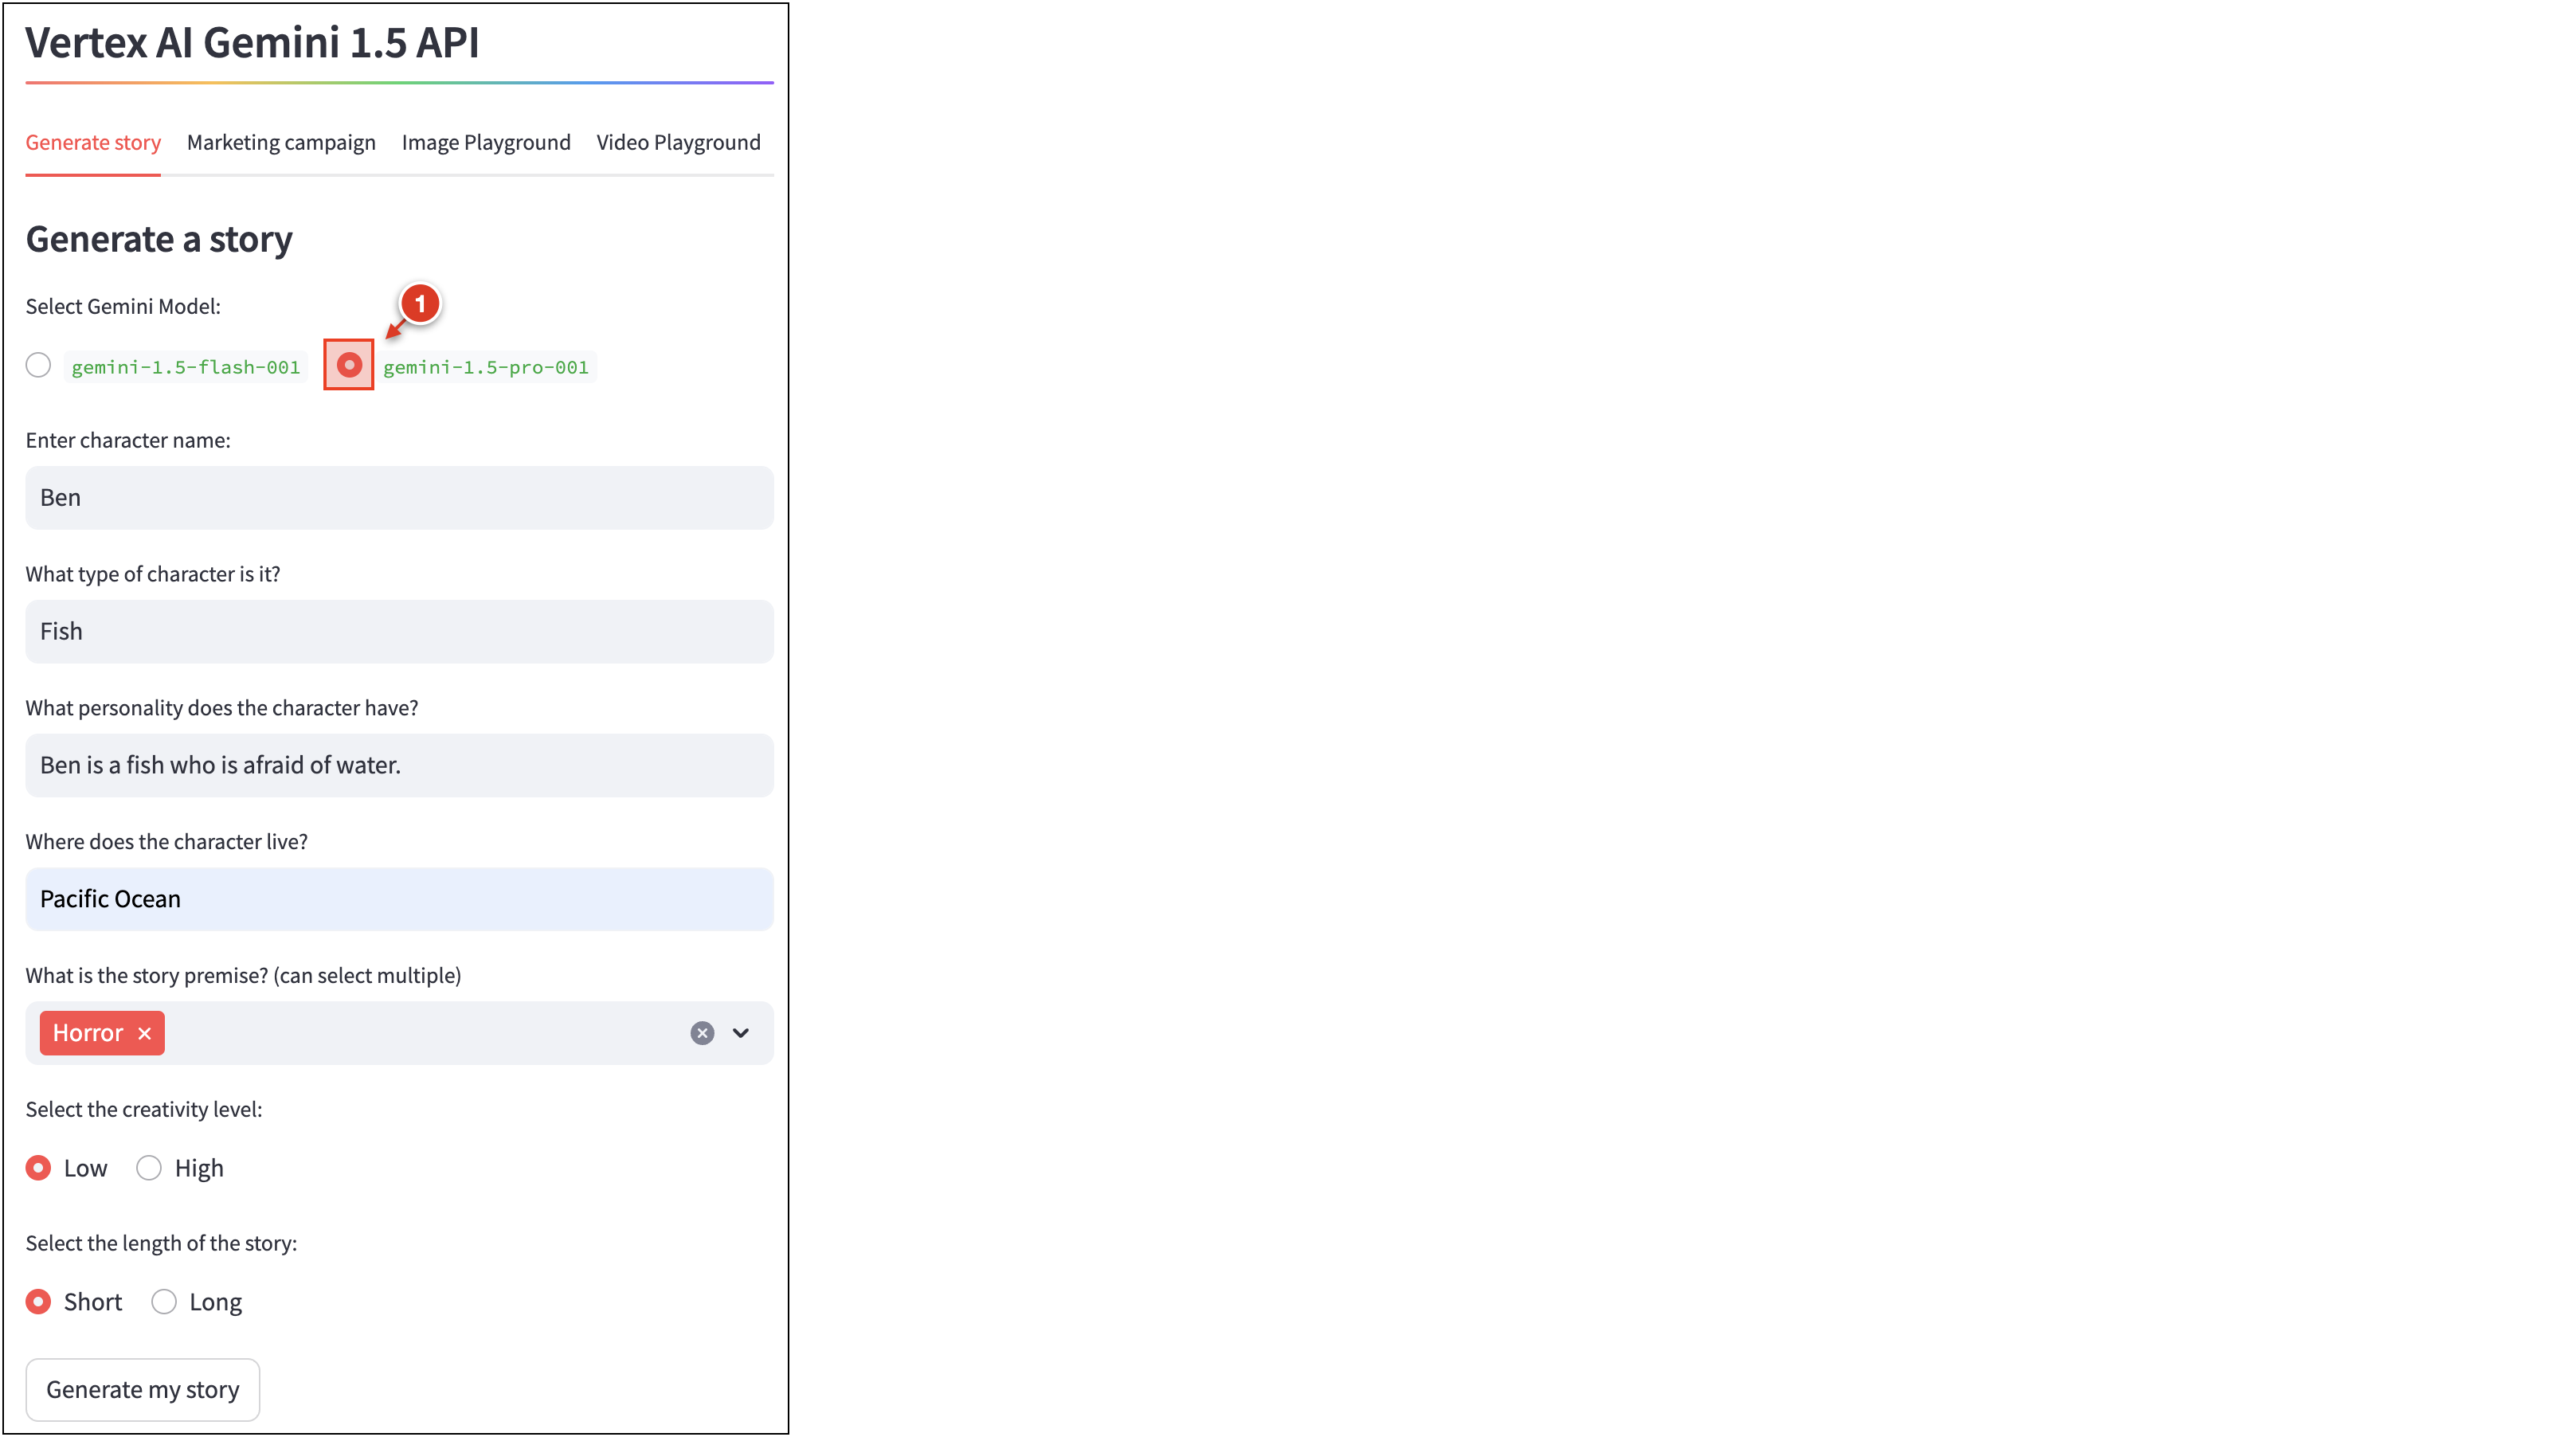 Vertex AI Gemini 1.5 API
Generate story Marketing campaign Image Playground Video Playground
Generate a story
Select Gemini Model:
1
gemini-1.5-flash-001 gemini-1.5-pro-001
Enter character name:
Ben
What type of character is it?
Fish
What personality does the character have?
Ben is a fish who is afraid of water.
Where does the character live?
Pacific Ocean
What is the story premise? (can select multiple)
Horror
Select the creativity level:
Low High
Select the length of the story:
Short Long
Generate my story